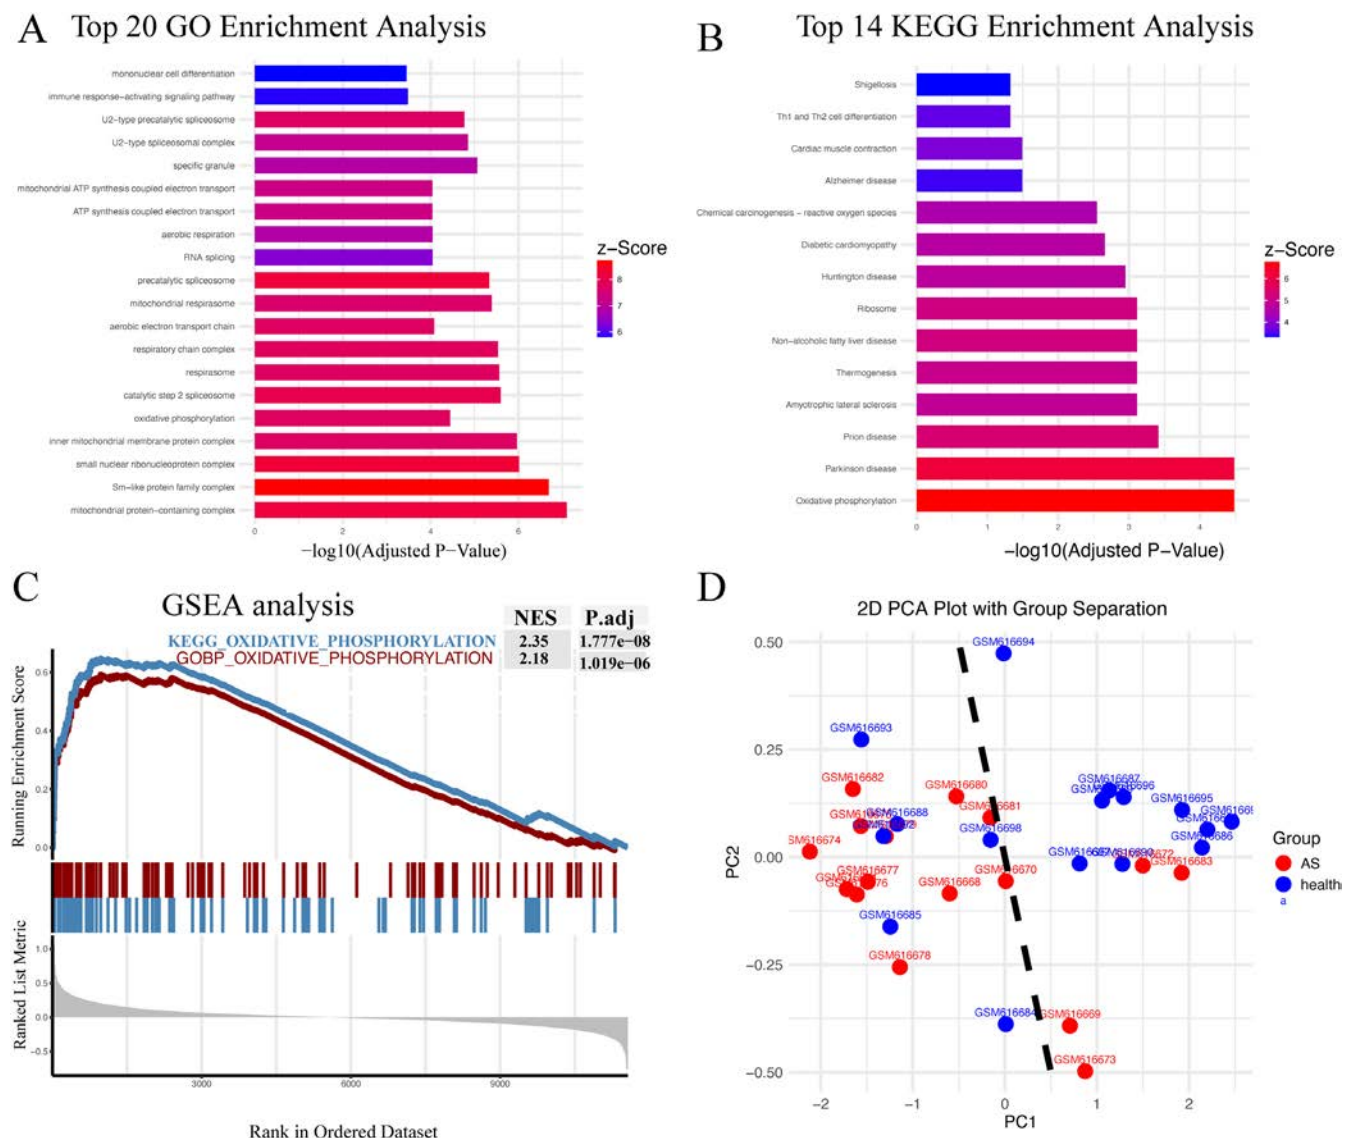 A
Top 20 GO Enrichment Analysis
mononuclear cell differentiation
immune response−activating signaling pathway
U2−type precatalytic spliceosome
U2−type spliceosomal complex
specific granule
mitochondrial ATP synthesis coupled electron transport
ATP synthesis coupled electron transport
aerobic respiration
RNA splicing
precatalytic spliceosome
mitochondrial respirasome
aerobic electron transport chain
respiratory chain complex
respirasome
catalytic step 2 spliceosome
oxidative phosphorylation
inner mitochondrial membrane protein complex
small nuclear ribonucleoprotein complex
Sm−like protein family complex
mitochondrial protein−containing complex
0 2 4 6
−log10(Adjusted P−Value)
z−Score
8
7
6
B
Top 14 KEGG Enrichment Analysis
Shigellosis
Th1 and Th2 cell differentiation
Cardiac muscle contraction
Alzheimer disease
Chemical carcinogenesis − reactive oxygen species
Diabetic cardiomyopathy
Huntington disease
Ribosome
Non−alcoholic fatty liver disease
Thermogenesis
Amyotrophic lateral sclerosis
Prion disease
Parkinson disease
Oxidative phosphorylation
0 1 2 3 4
−log10(Adjusted P−Value)
z−Score
6
5
4
C
GSEA analysis
NES P.adj
KEGG_OXIDATIVE_PHOSPHORYLATION 2.35 1.777e−08
GOBP_OXIDATIVE_PHOSPHORYLATION 2.18 1.019e−06
Running Enrichment Score
0.6
0.4
0.2
0.0
Ranked List Metric
1.0
0.5
0.0
−0.5
3000 6000 9000
Rank in Ordered Dataset
D
2D PCA Plot with Group Separation
PC2
0.50
0.25
0.00
−0.25
−0.50
GSM616694
GSM616693
GSM616682
GSM616680
GSM616687
GSM616695
GSM616681
GSM616688
GSM616698
GSM616686
GSM616683
GSM616677
GSM616670
GSM616668
GSM616685
GSM616678
GSM616684
GSM616669
GSM616673
−2 −1 0 1 2
PC1
Group
AS
health
a